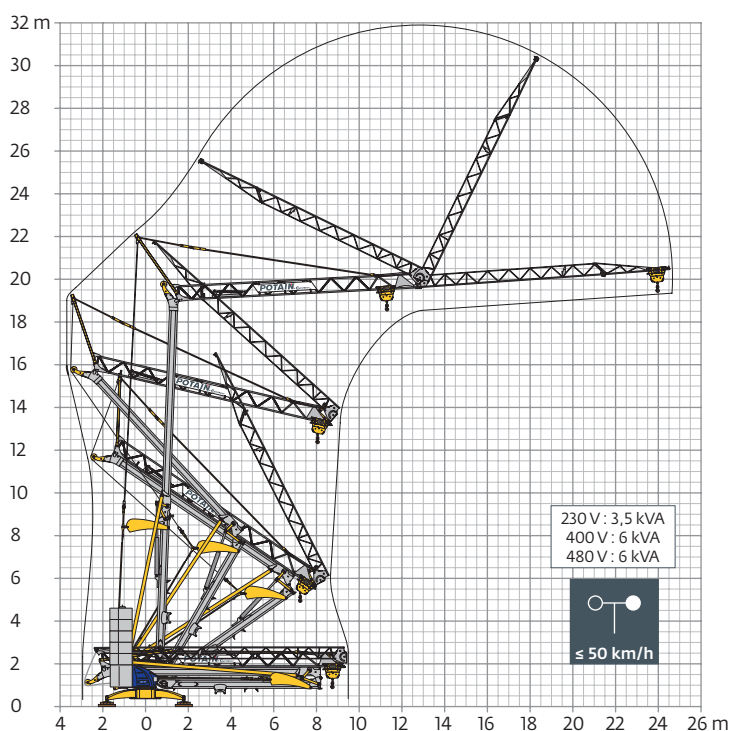 32 m
30
28
26
24
22
20
18
16
14
12
10
8
6
4
2
0
POTAIN
POTAIN
POTAIN
POTAIN
230 V : 3,5 kVA
400 V : 6 kVA
480 V : 6 kVA
≤ 50 km/h
4 2 0 2 4 6 8 10 12 14 16 18 20 22 24 26 m